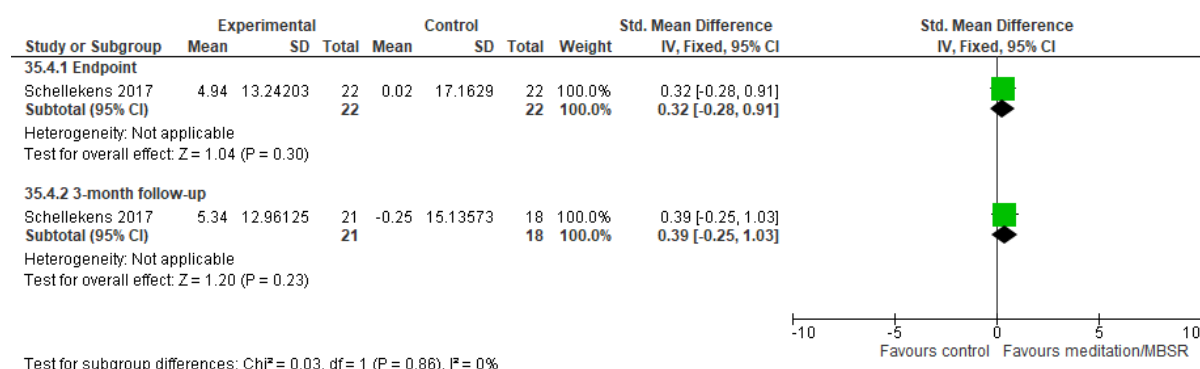 Experimental Control Std. Mean Difference Std. Mean Difference
Study or Subgroup Mean SD Total Mean SD Total Weight IV, Fixed, 95% CI IV, Fixed, 95% CI
35.4.1 Endpoint
Schellekens 2017 4.94 13.24203 22 0.02 17.1629 22 100.0% 0.32 [-0.28, 0.91]
Subtotal (95% CI) 22 22 100.0% 0.32 [-0.28, 0.91]
Heterogeneity: Not applicable
Test for overall effect: Z = 1.04 (P = 0.30)
35.4.2 3-month follow-up
Schellekens 2017 5.34 12.96125 21 -0.25 15.13573 18 100.0% 0.39 [-0.25, 1.03]
Subtotal (95% CI) 21 18 100.0% 0.39 [-0.25, 1.03]
Heterogeneity: Not applicable
Test for overall effect: Z = 1.20 (P = 0.23)
-10 -5 0 5 10
Favours control Favours meditation/MBSR
Test for subgroup differences: Chi² = 0.03, df = 1 (P = 0.86), I² = 0%